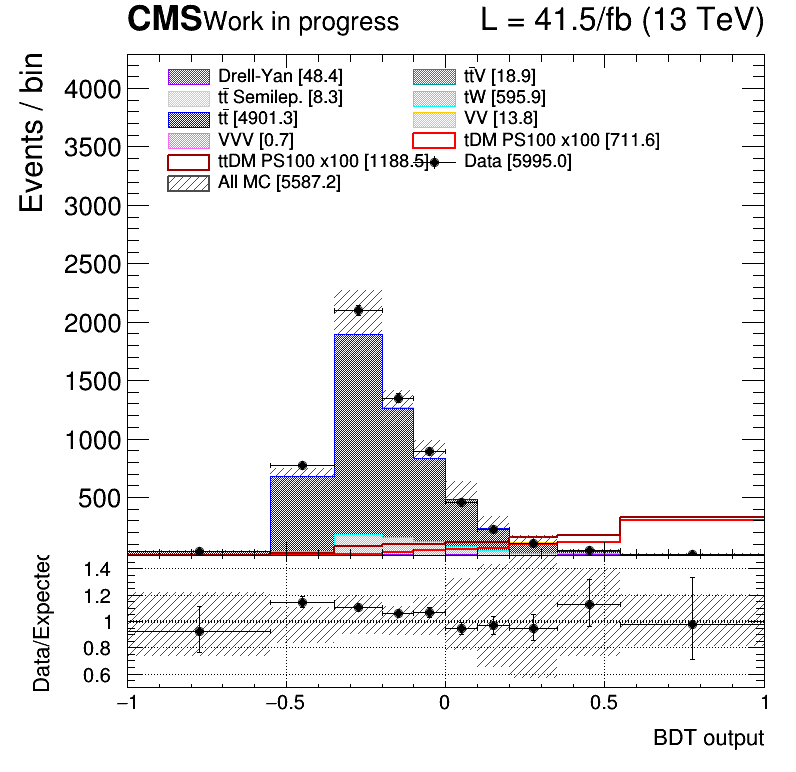 CMS Work in progress L = 41.5/fb (13 TeV)
Events / bin
4000
3500
3000
2500
2000
1500
1000
500
Drell-Yan [48.4] tt̄V [18.9]
tt̄ Semilep. [8.3] tW [595.9]
tt̄ [4901.3] VV [13.8]
VVV [0.7] tDM PS100 x100 [711.6]
ttDM PS100 x100 [1188.5] Data [5995.0]
All MC [5587.2]
Data/Expected
1.4
1.2
1
0.8
0.6
−1 −0.5 0 0.5 1
BDT output